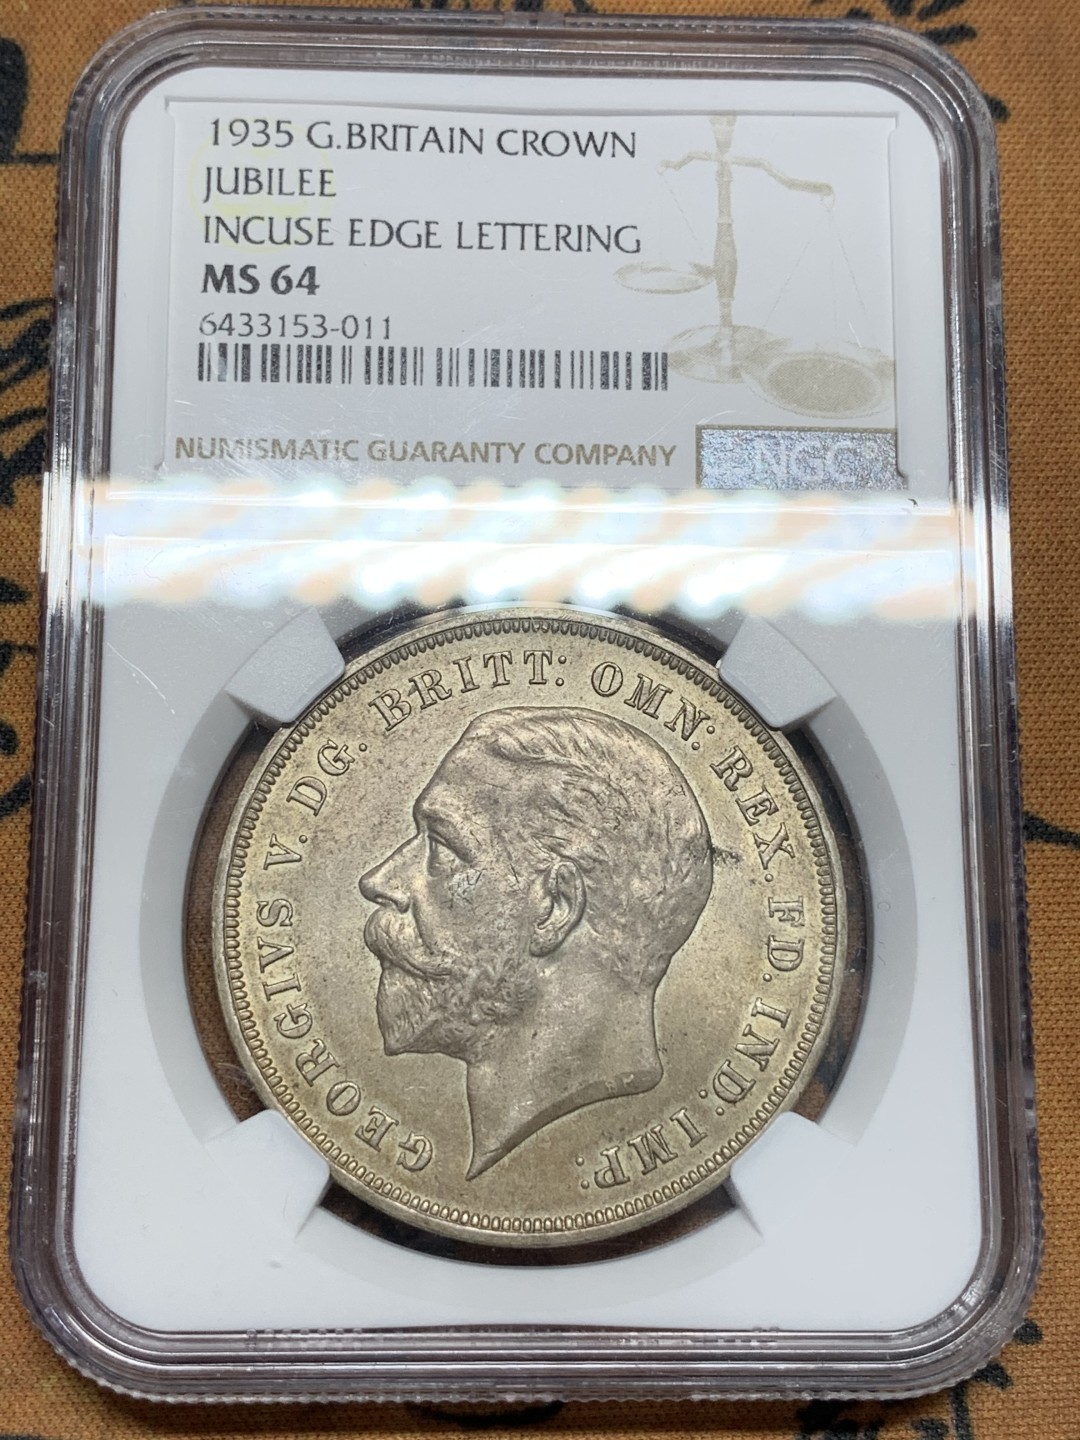 1935 G.BRITAIN CROWN
JUBILEE
INCUSE EDGE LETTERING
MS 64
6433153-011
NUMISMATIC GUARANTY COMPANY
NGC
GEORGIVS V. DG. BRITT: OMN: REX. FD. IND: IMP: